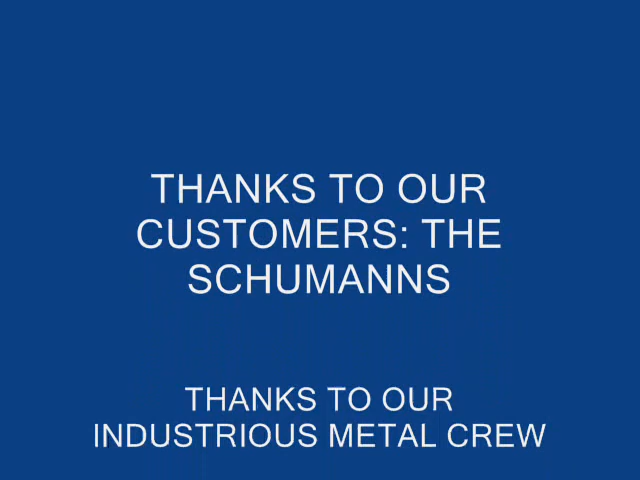 THANKS TO OUR
CUSTOMERS: THE
SCHUMANNS
THANKS TO OUR
INDUSTRIOUS METAL CREW